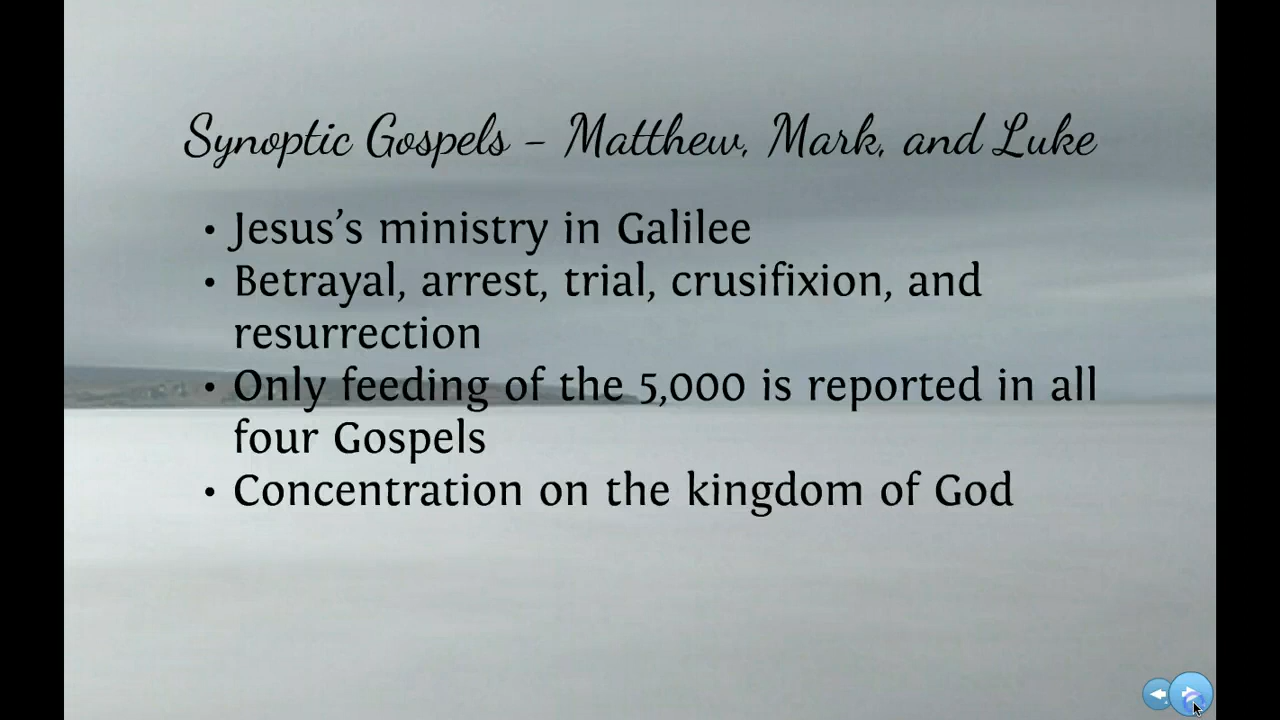 Synoptic Gospels – Matthew, Mark, and Luke
• Jesus’s ministry in Galilee
• Betrayal, arrest, trial, crusifixion, and
resurrection
• Only feeding of the 5,000 is reported in all
four Gospels
• Concentration on the kingdom of God